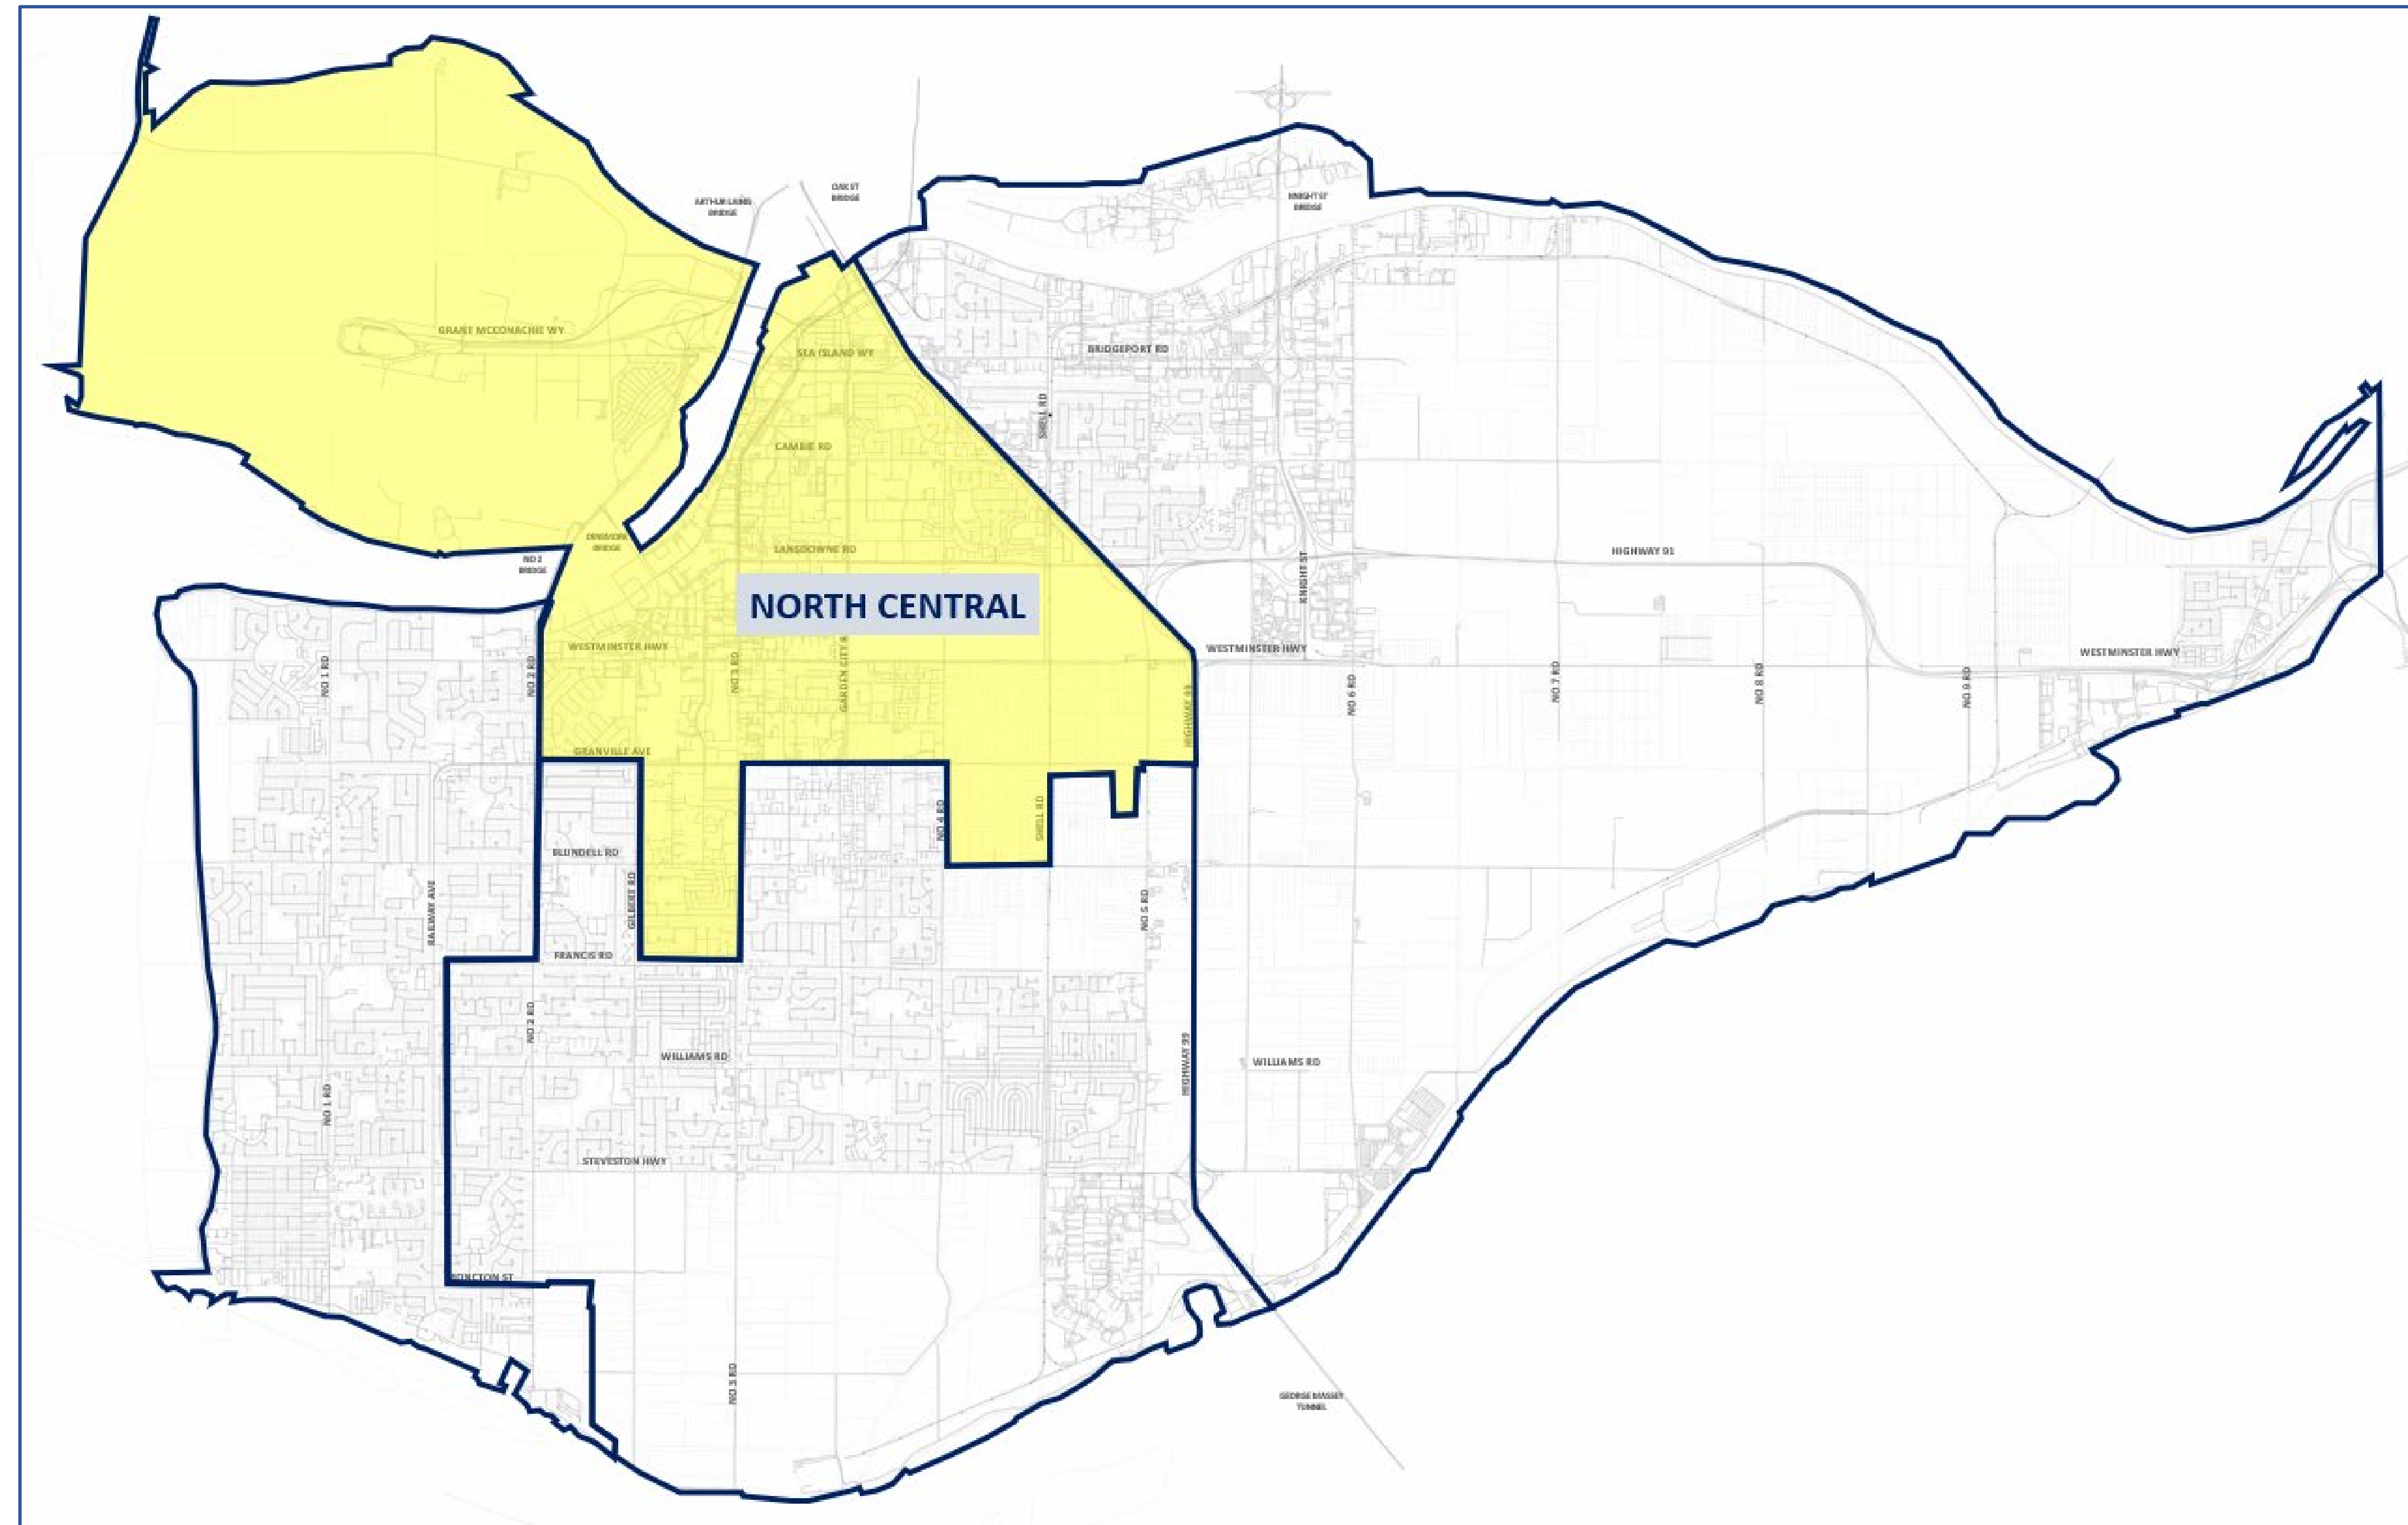 ARTHUR LAING
BRIDGE
OAK ST
BRIDGE
KNIGHT ST
BRIDGE
GRANT MCCONACHIE WY
SEA ISLAND WY
BRIDGEPORT RD
SHELL RD
CAMBIE RD
DINSMORE
BRIDGE
LANSDOWNE RD
HIGHWAY 91
NO 2
BRIDGE
KNIGHT ST
NORTH CENTRAL
WESTMINSTER HWY
WESTMINSTER HWY
WESTMINSTER HWY
NO 1 RD
NO 2 RD
NO 3 RD
GARDEN CITY R
HIGHWAY 99
NO 6 RD
NO 7 RD
NO 8 RD
NO 9 RD
GRANVILLE AVE
NO 4 RD
SHELL RD
BLUNDELL RD
RAILWAY AVE
GILBERT RD
NO 5 RD
FRANCIS RD
NO 2 RD
WILLIAMS RD
HIGHWAY 99
WILLIAMS RD
NO 1 RD
STEVESTON HWY
MONCTON ST
NO 3 RD
GEORGE MASSEY
TUNNEL